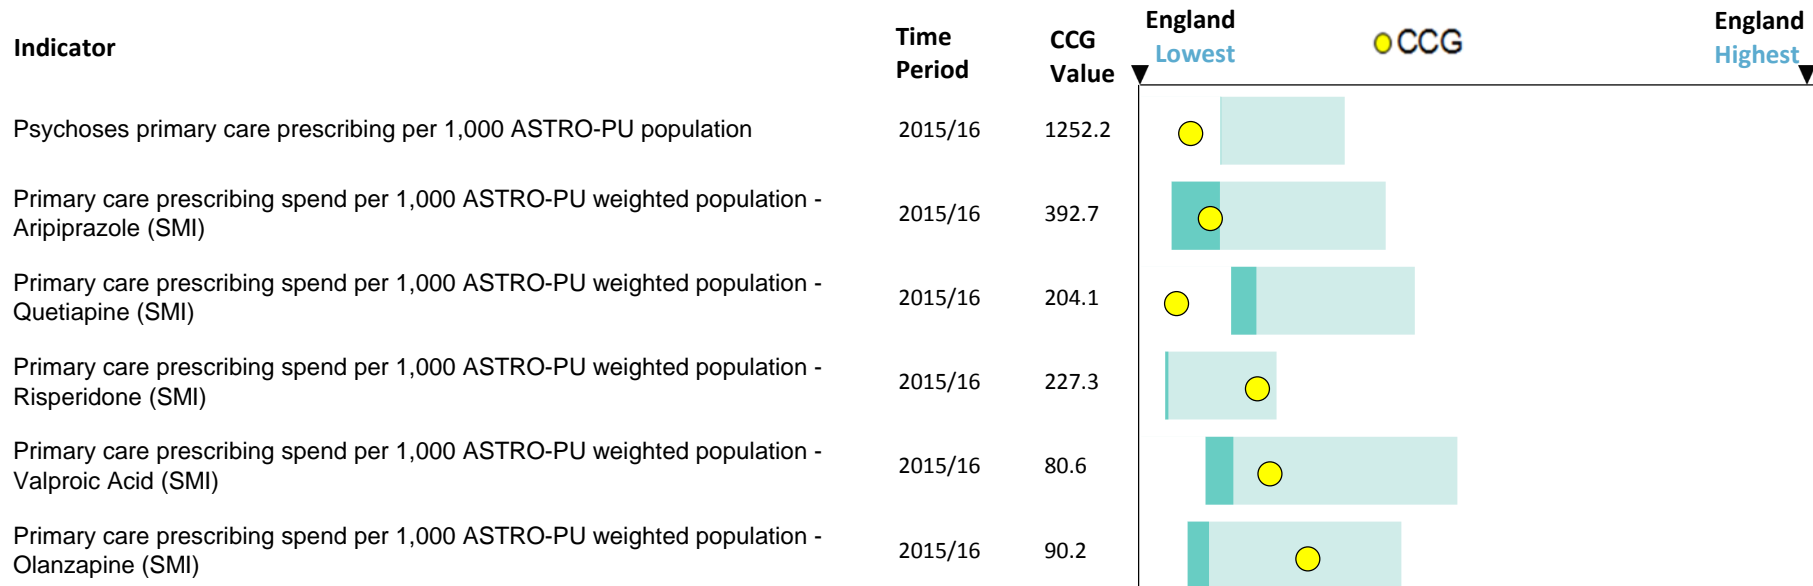 Indicator
Time Period
CCG Value
England Lowest
CCG
England Highest
Psychoses primary care prescribing per 1,000 ASTRO-PU population 2015/16 1252.2
Primary care prescribing spend per 1,000 ASTRO-PU weighted population -
Aripiprazole (SMI) 2015/16 392.7
Primary care prescribing spend per 1,000 ASTRO-PU weighted population -
Quetiapine (SMI) 2015/16 204.1
Primary care prescribing spend per 1,000 ASTRO-PU weighted population -
Risperidone (SMI) 2015/16 227.3
Primary care prescribing spend per 1,000 ASTRO-PU weighted population -
Valproic Acid (SMI) 2015/16 80.6
Primary care prescribing spend per 1,000 ASTRO-PU weighted population -
Olanzapine (SMI) 2015/16 90.2